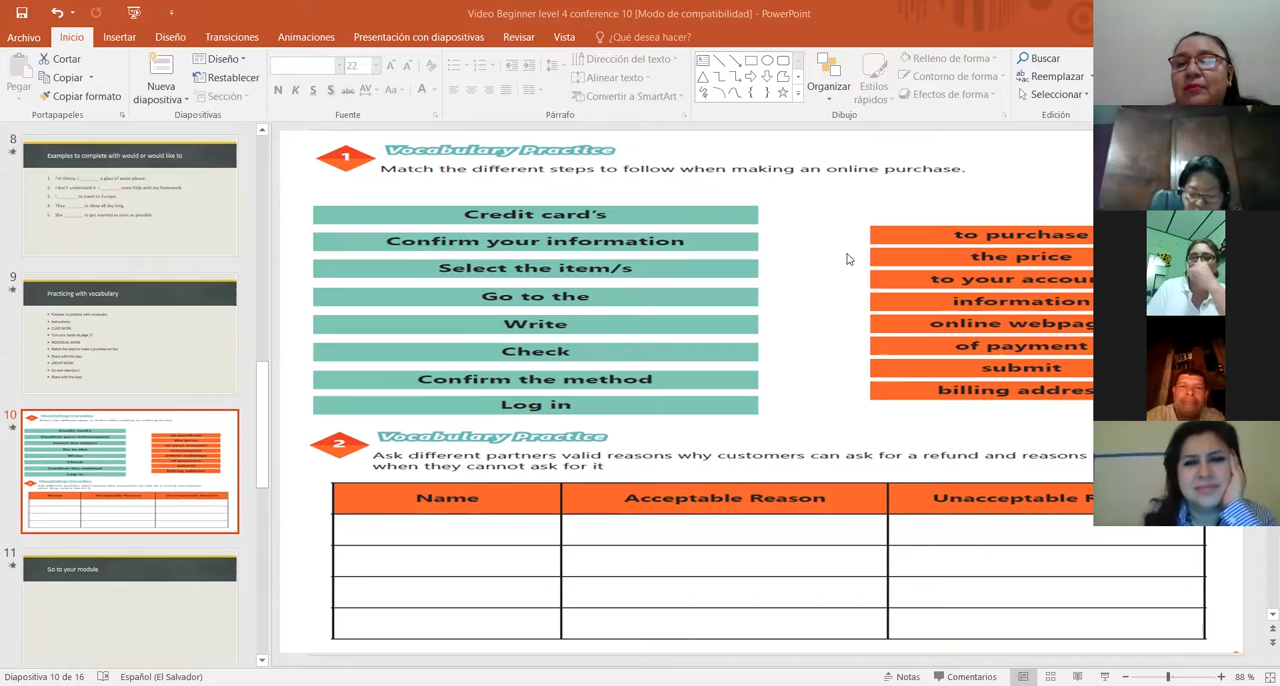 Video Beginner level 4 conference 10 [Modo de compatibilidad] - PowerPoint
Archivo Inicio Insertar Diseño Transiciones Animaciones Presentación con diapositivas Revisar Vista ¿Qué desea hacer?
Pegar
Cortar
Copiar
Copiar formato
Portapapeles
Nueva
diapositiva
Diseño
Restablecer
Sección
Diapositivas
22
N K S S abc AV Aa A
Fuente
Dirección del texto
Alinear texto
Convertir a SmartArt
Párrafo
Organizar
Estilos
rápidos
Relleno de forma
Contorno de forma
Efectos de forma
Dibujo
Buscar
Reemplazar
Seleccionar
Edición
8
Examples to complete with would or would like to
9
Practicing with vocabulary
10
11
Go to your module
1
Vocabulary Practice
Match the different steps to follow when making an online purchase.
Credit card's
Confirm your information
Select the item/s
Go to the
Write
Check
Confirm the method
Log in
to purchase
the price
to your accou
information
online webpag
of payment
submit
billing addres
2
Vocabulary Practice
Ask different partners valid reasons why customers can ask for a refund and reasons
when they cannot ask for it
Name Acceptable Reason Unacceptable R
Diapositiva 10 de 16 Español (El Salvador) Notas Comentarios 88 %